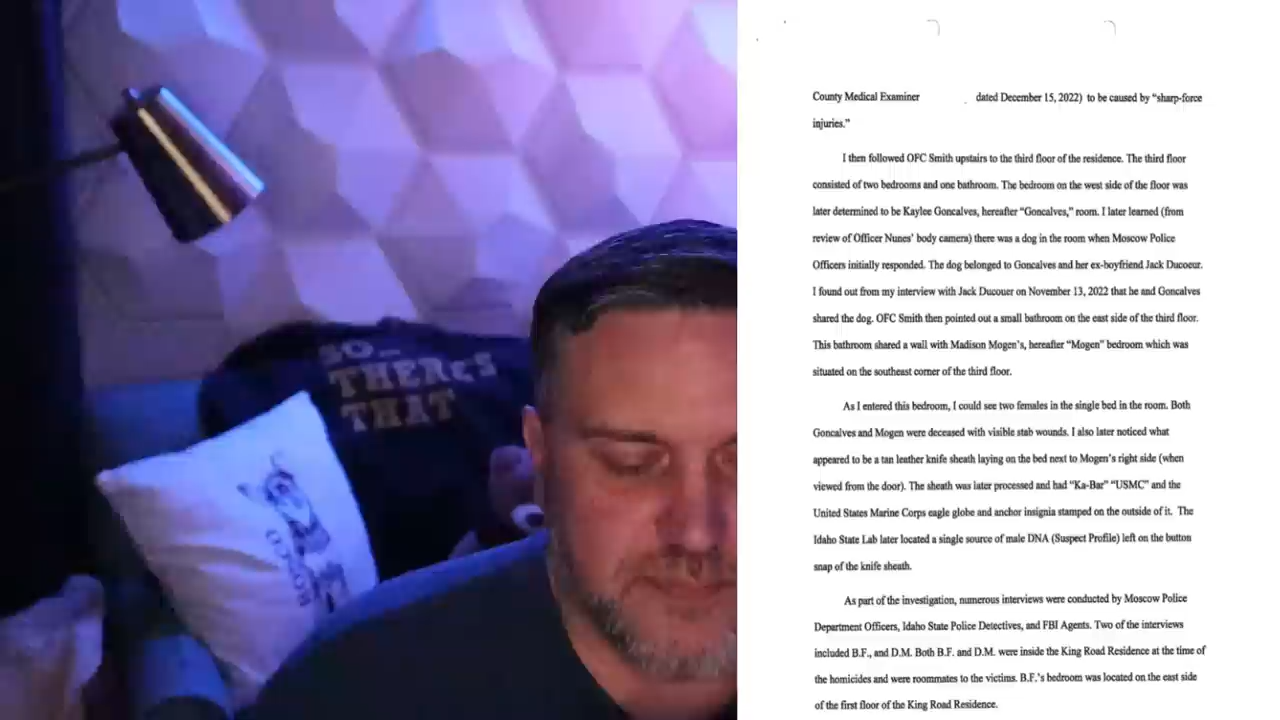 SO_
THERE'S
THAT
BOSCO
County Medical Examiner dated December 15, 2022) to be caused by “sharp-force
injuries.”
I then followed OFC Smith upstairs to the third floor of the residence. The third floor
consisted of two bedrooms and one bathroom. The bedroom on the west side of the floor was
later determined to be Kaylee Goncalves, hereafter “Goncalves,” room. I later learned (from
review of Officer Nunes’ body camera) there was a dog in the room when Moscow Police
Officers initially responded. The dog belonged to Goncalves and her ex-boyfriend Jack Ducoeur.
I found out from my interview with Jack Ducouer on November 13, 2022 that he and Goncalves
shared the dog. OFC Smith then pointed out a small bathroom on the east side of the third floor.
This bathroom shared a wall with Madison Mogen’s, hereafter “Mogen” bedroom which was
situated on the southeast corner of the third floor.
As I entered this bedroom, I could see two females in the single bed in the room. Both
Goncalves and Mogen were deceased with visible stab wounds. I also later noticed what
appeared to be a tan leather knife sheath laying on the bed next to Mogen’s right side (when
viewed from the door). The sheath was later processed and had “Ka-Bar” “USMC” and the
United States Marine Corps eagle globe and anchor insignia stamped on the outside of it. The
Idaho State Lab later located a single source of male DNA (Suspect Profile) left on the button
snap of the knife sheath.
As part of the investigation, numerous interviews were conducted by Moscow Police
Department Officers, Idaho State Police Detectives, and FBI Agents. Two of the interviews
included B.F., and D.M. Both B.F. and D.M. were inside the King Road Residence at the time of
the homicides and were roommates to the victims. B.F.’s bedroom was located on the east side
of the first floor of the King Road Residence.